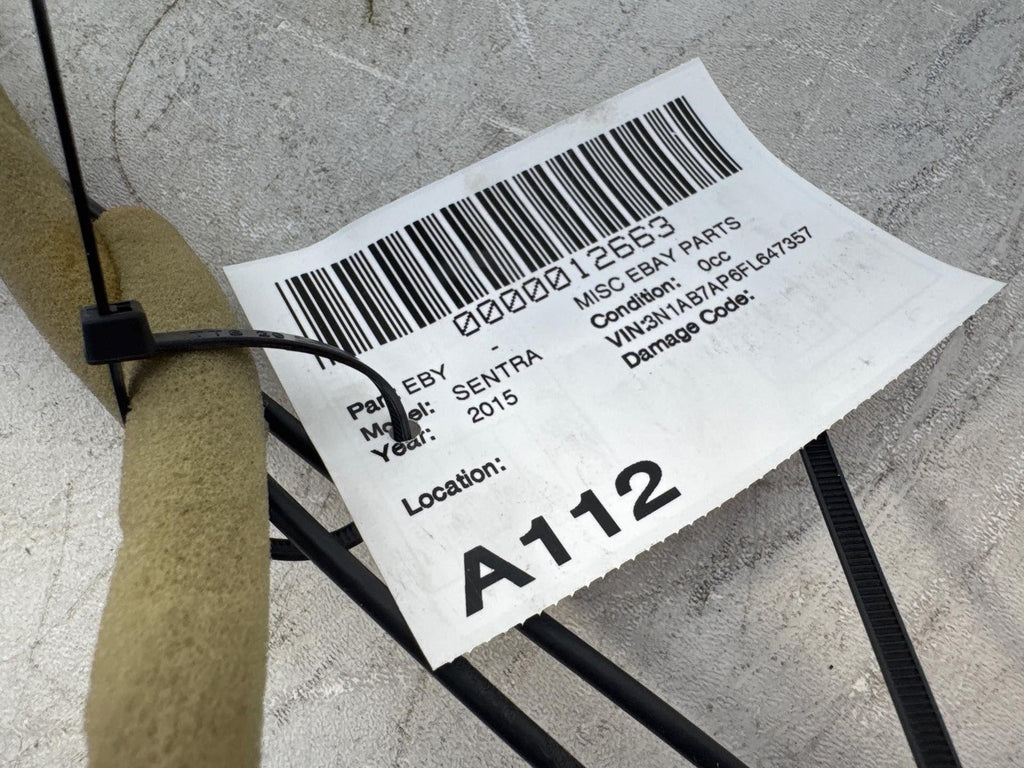 0000012663
-
MISC EBAY PARTS
Part: EBY
Condition: 0cc
Model: SENTRA
VIN:3N1AB7AP6FL647357
Year: 2015
Damage Code:
Location:
A112